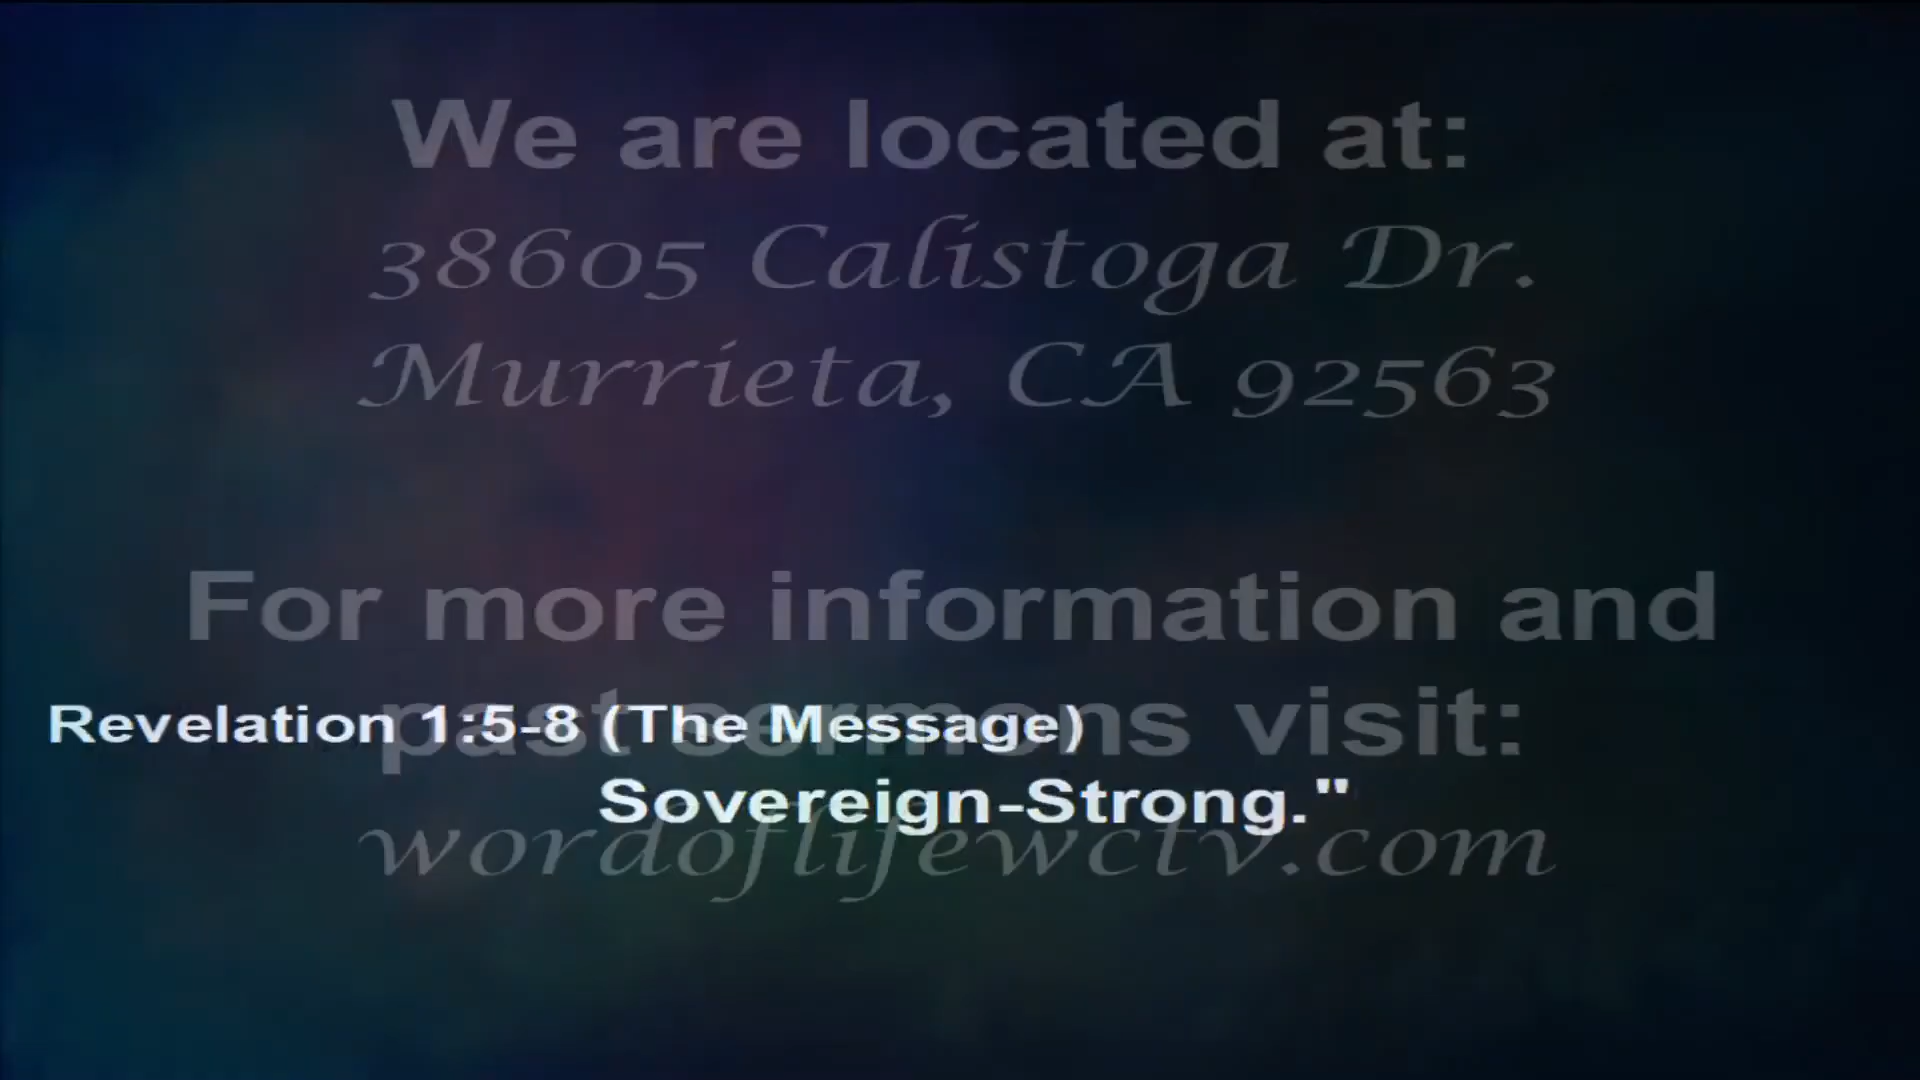 We are located at:
38605 Calistoga Dr.
Murrieta, CA 92563
For more information and
past sermons visit:
Revelation 1:5-8 (The Message)
Sovereign-Strong."
wordoflifewctv.com